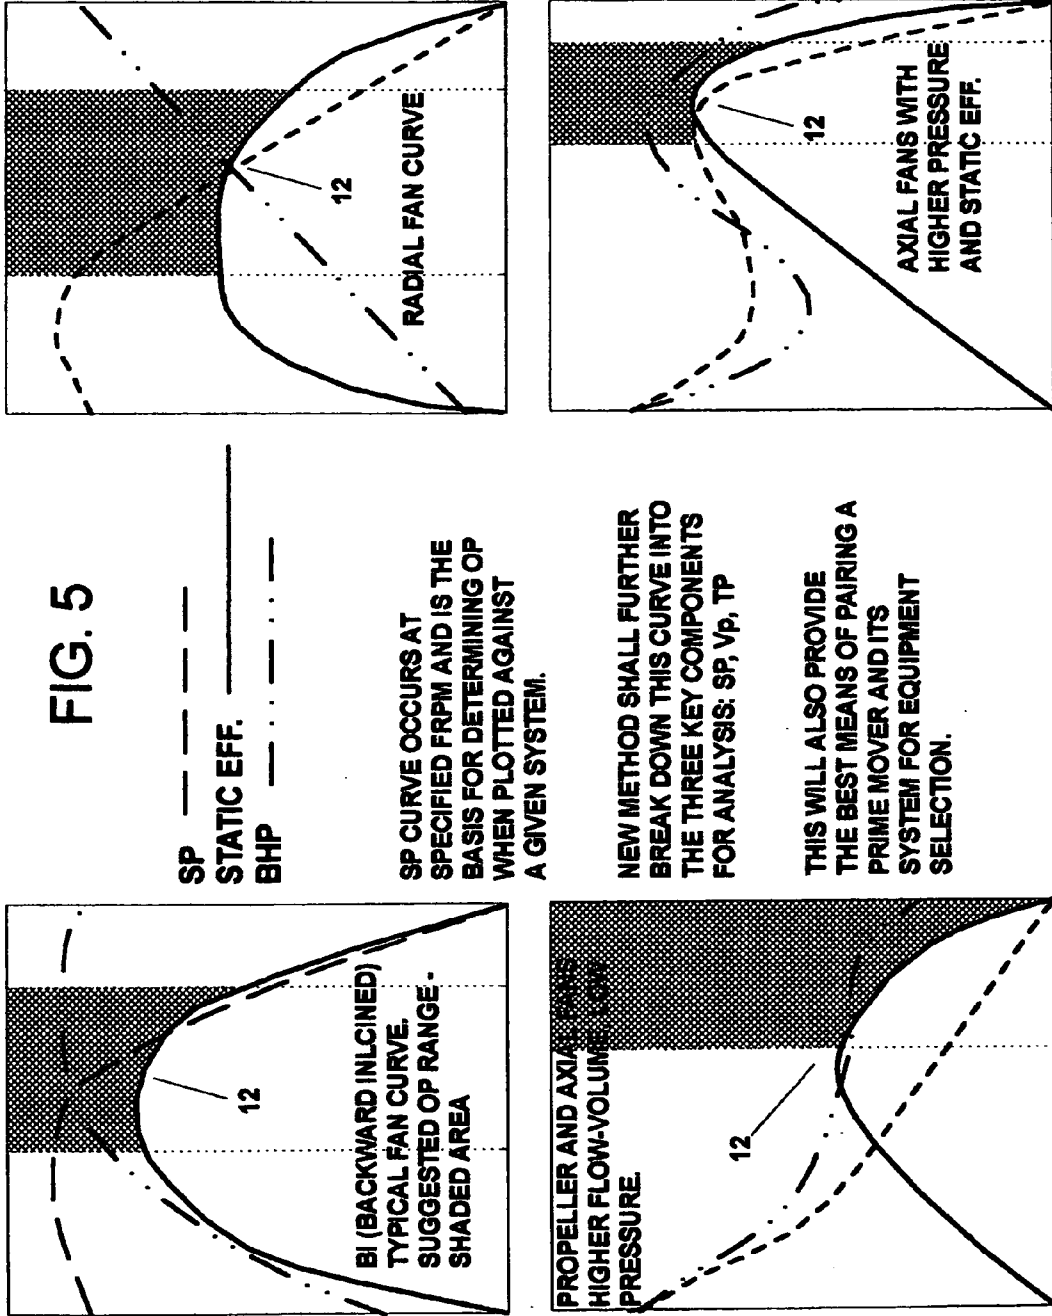 FIG. 5
SP
STATIC EFF.
BHP
SP CURVE OCCURS AT
SPECIFIED FRPM AND IS THE
BASIS FOR DETERMINING OP
WHEN PLOTTED AGAINST
A GIVEN SYSTEM.
NEW METHOD SHALL FURTHER
BREAK DOWN THIS CURVE INTO
THE THREE KEY COMPONENTS
FOR ANALYSIS: SP, Vp, TP
THIS WILL ALSO PROVIDE
THE BEST MEANS OF PAIRING A
PRIME MOVER AND ITS
SYSTEM FOR EQUIPMENT
SELECTION.
12
BI (BACKWARD INLCINED)
TYPICAL FAN CURVE.
SUGGESTED OP RANGE -
SHADED AREA
12
RADIAL FAN CURVE
PROPELLER AND AXIAL FANS
HIGHER FLOW-VOLUME, LOW
PRESSURE.
12
12
AXIAL FANS WITH
HIGHER PRESSURE
AND STATIC EFF.